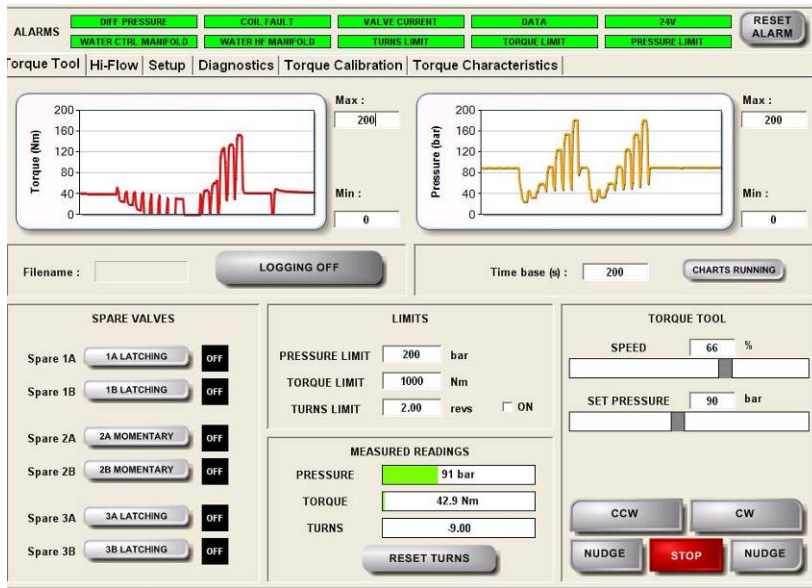 ALARMS
DIFF PRESSURE COIL FAULT VALVE CURRENT DATA 24V
WATER CTRL MANIFOLD WATER HF MANIFOLD TURNS LIMIT TORQUE LIMIT PRESSURE LIMIT
RESET
ALARM
Torque Tool Hi-Flow Setup Diagnostics Torque Calibration Torque Characteristics
Torque (Nm)
200
160
120
80
40
0
Max :
200
Min :
0
Pressure (bar)
200
160
120
80
40
0
Max :
200
Min :
0
Filename :
LOGGING OFF
Time base (s) : 200
CHARTS RUNNING
SPARE VALVES
Spare 1A 1A LATCHING OFF
Spare 1B 1B LATCHING OFF
Spare 2A 2A MOMENTARY OFF
Spare 2B 2B MOMENTARY OFF
Spare 3A 3A LATCHING OFF
Spare 3B 3B LATCHING OFF
LIMITS
PRESSURE LIMIT 200 bar
TORQUE LIMIT 1000 Nm
TURNS LIMIT 2.00 revs ON
MEASURED READINGS
PRESSURE 91 bar
TORQUE 42.9 Nm
TURNS -9.00
RESET TURNS
TORQUE TOOL
SPEED 66 %
SET PRESSURE 90 bar
CCW CW
NUDGE STOP NUDGE